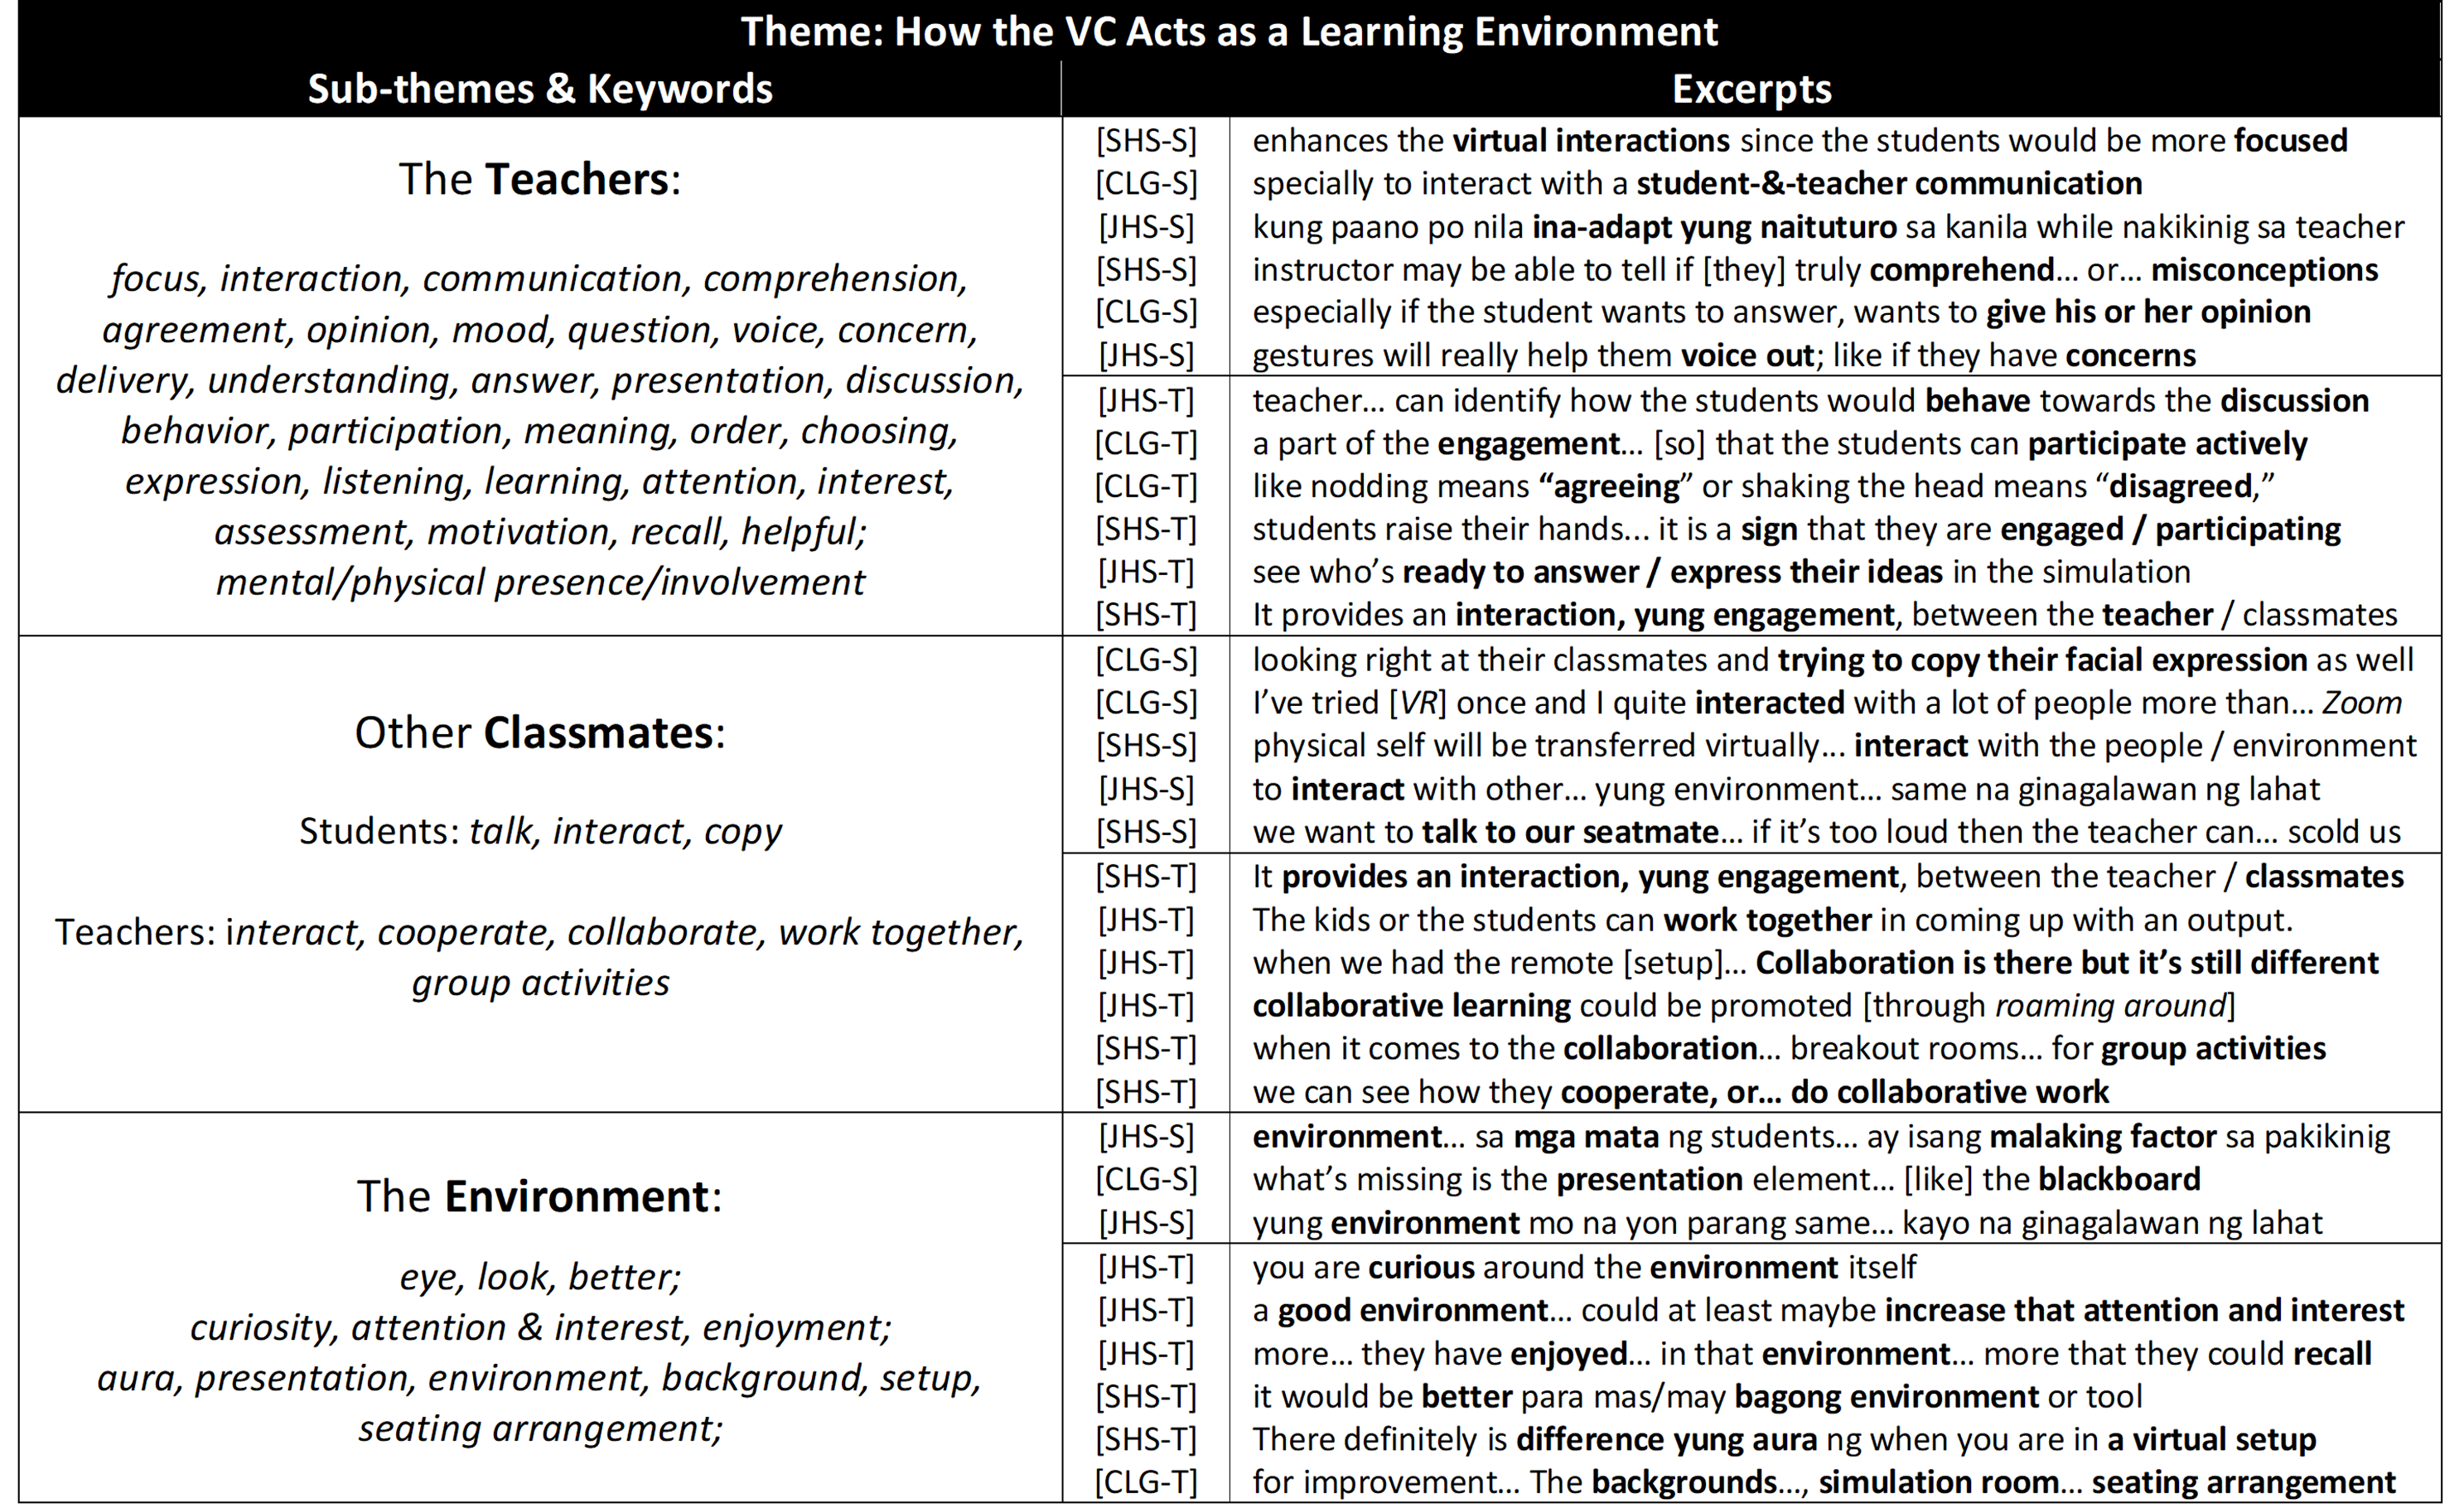 Theme: How the VC Acts as a Learning Environment
Sub-themes & Keywords
Excerpts
The Teachers:
focus, interaction, communication, comprehension,
agreement, opinion, mood, question, voice, concern,
delivery, understanding, answer, presentation, discussion,
behavior, participation, meaning, order, choosing,
expression, listening, learning, attention, interest,
assessment, motivation, recall, helpful;
mental/physical presence/involvement
[SHS-S] enhances the virtual interactions since the students would be more focused
[CLG-S] specially to interact with a student-&-teacher communication
[JHS-S] kung paano po nila ina-adapt yung naituturo sa kanila while nakikinig sa teacher
[SHS-S] instructor may be able to tell if [they] truly comprehend... or... misconceptions
[CLG-S] especially if the student wants to answer, wants to give his or her opinion
[JHS-S] gestures will really help them voice out; like if they have concerns
[JHS-T] teacher... can identify how the students would behave towards the discussion
[CLG-T] a part of the engagement... [so] that the students can participate actively
[CLG-T] like nodding means “agreeing” or shaking the head means “disagreed,”
[SHS-T] students raise their hands... it is a sign that they are engaged / participating
[JHS-T] see who’s ready to answer / express their ideas in the simulation
[SHS-T] It provides an interaction, yung engagement, between the teacher / classmates
Other Classmates:
Students: talk, interact, copy
Teachers: interact, cooperate, collaborate, work together,
group activities
[CLG-S] looking right at their classmates and trying to copy their facial expression as well
[CLG-S] I’ve tried [VR] once and I quite interacted with a lot of people more than... Zoom
[SHS-S] physical self will be transferred virtually... interact with the people / environment
[JHS-S] to interact with other... yung environment... same na ginagalawan ng lahat
[SHS-S] we want to talk to our seatmate... if it’s too loud then the teacher can... scold us
[SHS-T] It provides an interaction, yung engagement, between the teacher / classmates
[JHS-T] The kids or the students can work together in coming up with an output.
[JHS-T] when we had the remote [setup]... Collaboration is there but it’s still different
[JHS-T] collaborative learning could be promoted [through roaming around]
[SHS-T] when it comes to the collaboration... breakout rooms... for group activities
[SHS-T] we can see how they cooperate, or... do collaborative work
The Environment:
eye, look, better;
curiosity, attention & interest, enjoyment;
aura, presentation, environment, background, setup,
seating arrangement;
[JHS-S] environment... sa mga mata ng students... ay isang malaking factor sa pakikinig
[CLG-S] what’s missing is the presentation element... [like] the blackboard
[JHS-S] yung environment mo na yon parang same... kayo na ginagalawan ng lahat
[JHS-T] you are curious around the environment itself
[JHS-T] a good environment... could at least maybe increase that attention and interest
[JHS-T] more... they have enjoyed... in that environment... more that they could recall
[SHS-T] it would be better para mas/may bagong environment or tool
[SHS-T] There definitely is difference yung aura ng when you are in a virtual setup
[CLG-T] for improvement... The backgrounds..., simulation room... seating arrangement